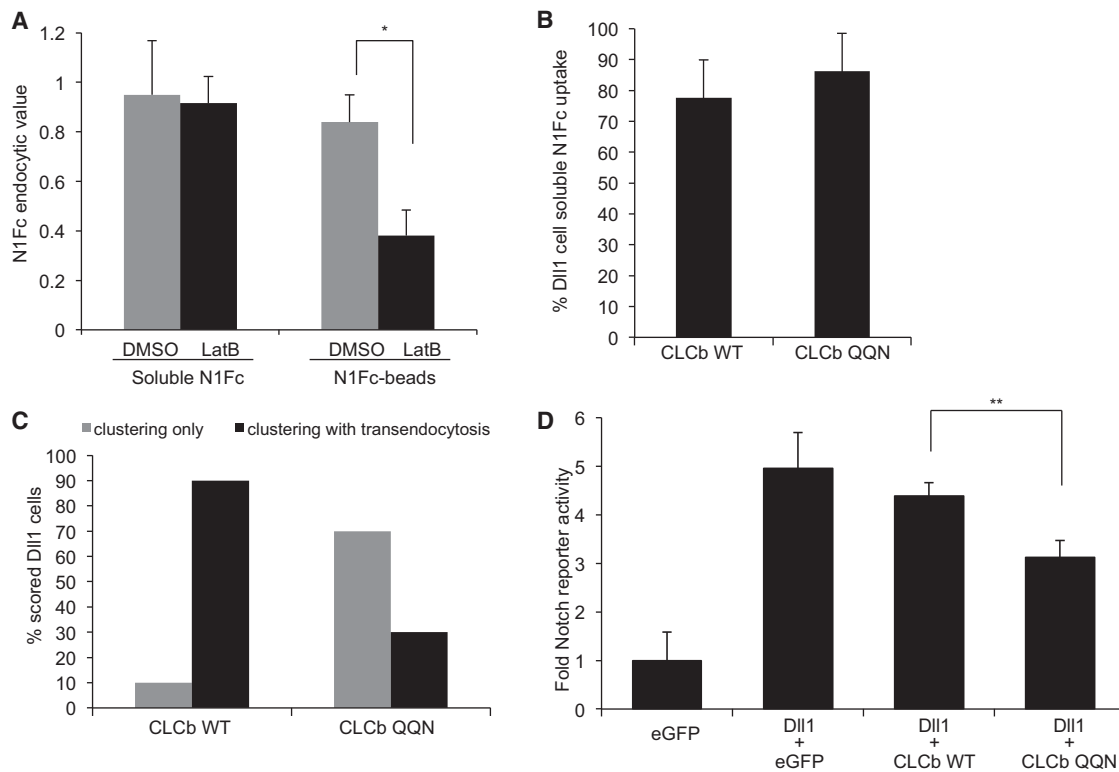 A
N1Fc endocytic value
1.2
1
0.8
0.6
0.4
0.2
0
*
DMSO LatB DMSO LatB
Soluble N1Fc N1Fc-beads
B
% Dll1 cell soluble N1Fc uptake
100
90
80
70
60
50
40
30
20
10
0
CLCb WT CLCb QQN
C
clustering only clustering with transendocytosis
% scored Dll1 cells
100
90
80
70
60
50
40
30
20
10
0
CLCb WT CLCb QQN
D
Fold Notch reporter activity
6
5
4
3
2
1
0
**
eGFP
Dll1
+
eGFP
Dll1
+
CLCb WT
Dll1
+
CLCb QQN